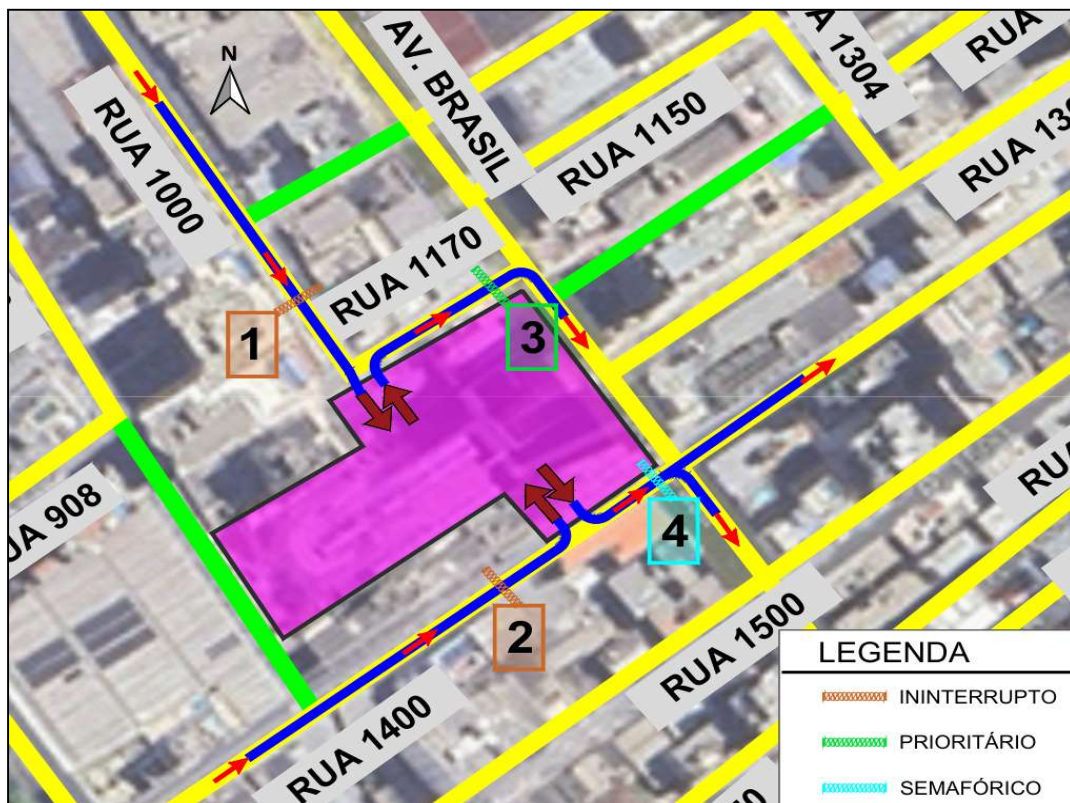 N
AV. BRASIL
A 1304
RUA
RUA 1000
RUA 1150
RUA 13
RUA 1170
1
3
RUA 908
4
2
RUA
RUA 1500
RUA 1400
LEGENDA
ININTERRUPTO
PRIORITÁRIO
SEMAFÓRICO